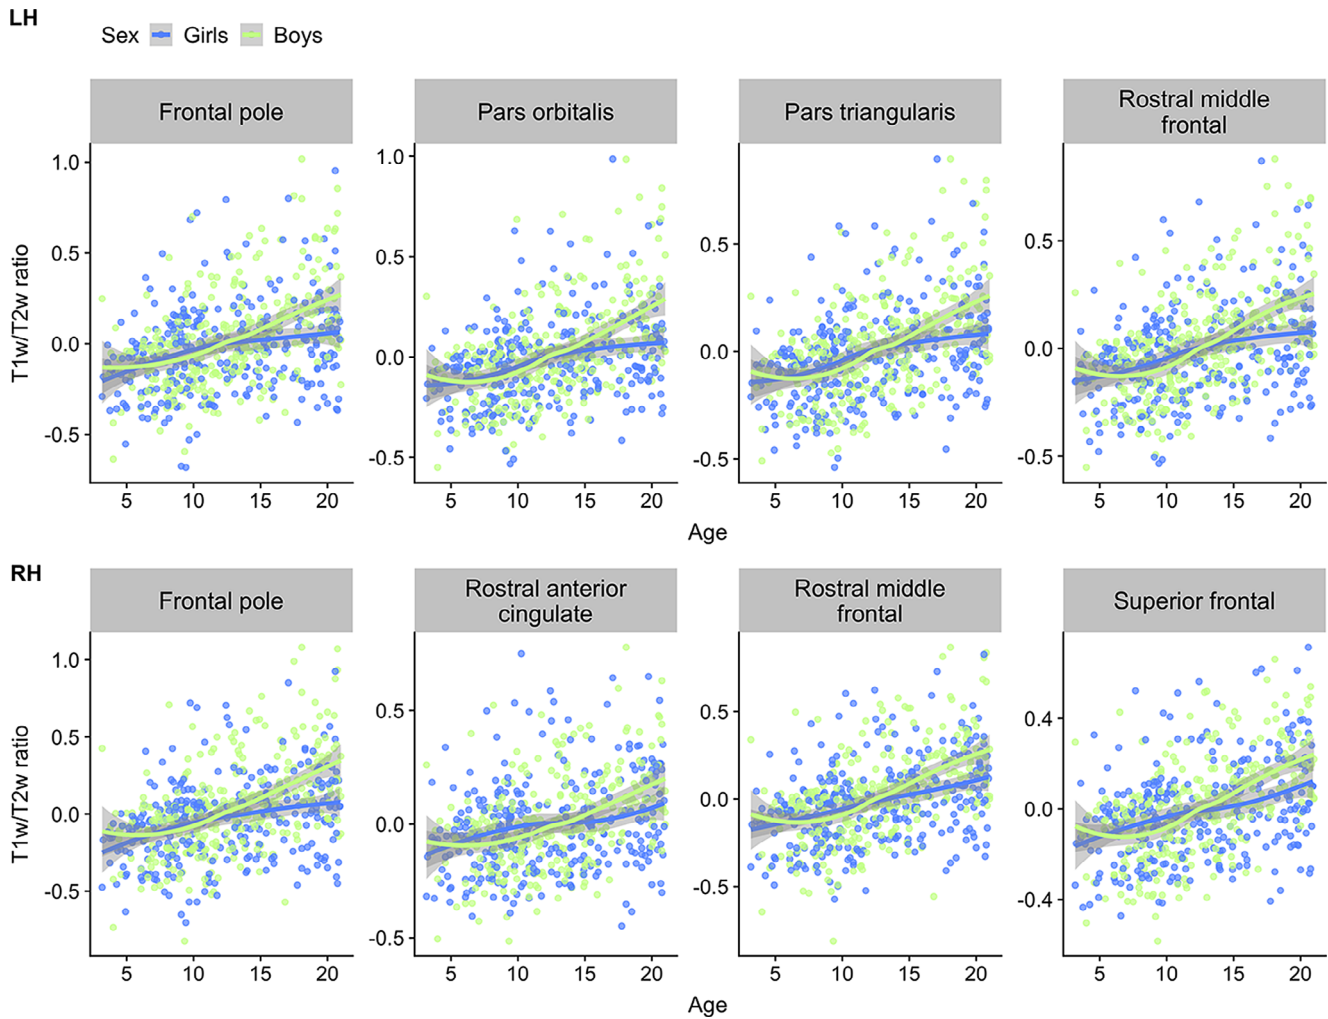 LH
Sex Girls Boys
Frontal pole Pars orbitalis Pars triangularis Rostral middle
frontal
T1w/T2w ratio
1.0
0.5
0.0
-0.5
5 10 15 20
1.0
0.5
0.0
-0.5
5 10 15 20
0.5
0.0
-0.5
5 10 15 20
0.5
0.0
-0.5
5 10 15 20
Age
RH
Frontal pole
Rostral anterior
cingulate
Rostral middle
frontal
Superior frontal
T1w/T2w ratio
1.0
0.5
0.0
-0.5
5 10 15 20
0.5
0.0
-0.5
5 10 15 20
0.5
0.0
-0.5
5 10 15 20
0.4
0.0
-0.4
5 10 15 20
Age